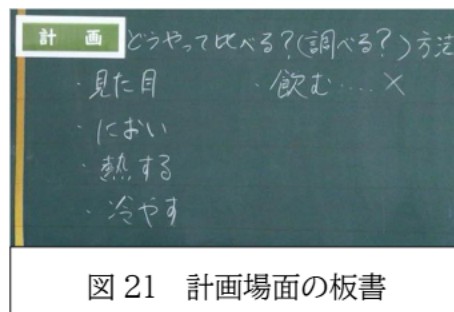 計画 どうやって比べる?(調べる?)方法
・見た目 ・飲む....×
・におい
・熱する
・冷やす
図 21 計画場面の板書